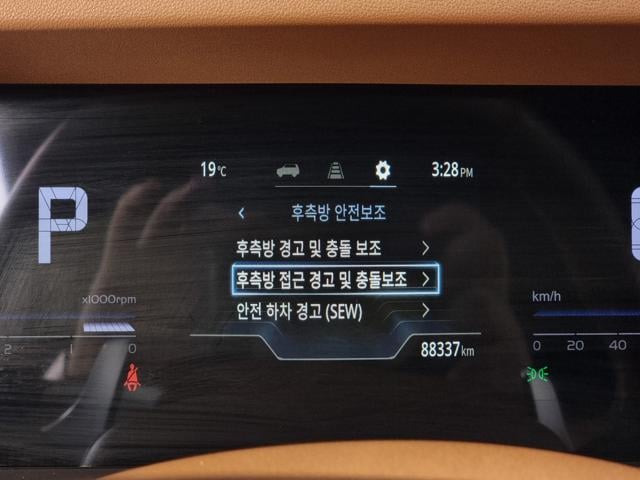 19°C
3:28PM
< 후측방 안전보조
P
후측방 경고 및 충돌 보조 >
후측방 접근 경고 및 충돌보조 >
안전 하차 경고 (SEW) >
x1000rpm
km/h
2 1 0
0 20 40
88337km